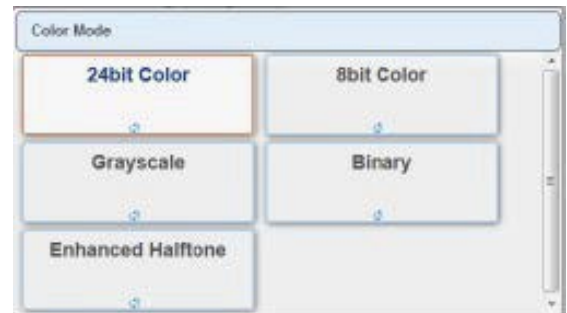 Color Mode
24bit Color
8bit Color
Grayscale
Binary
Enhanced Halftone